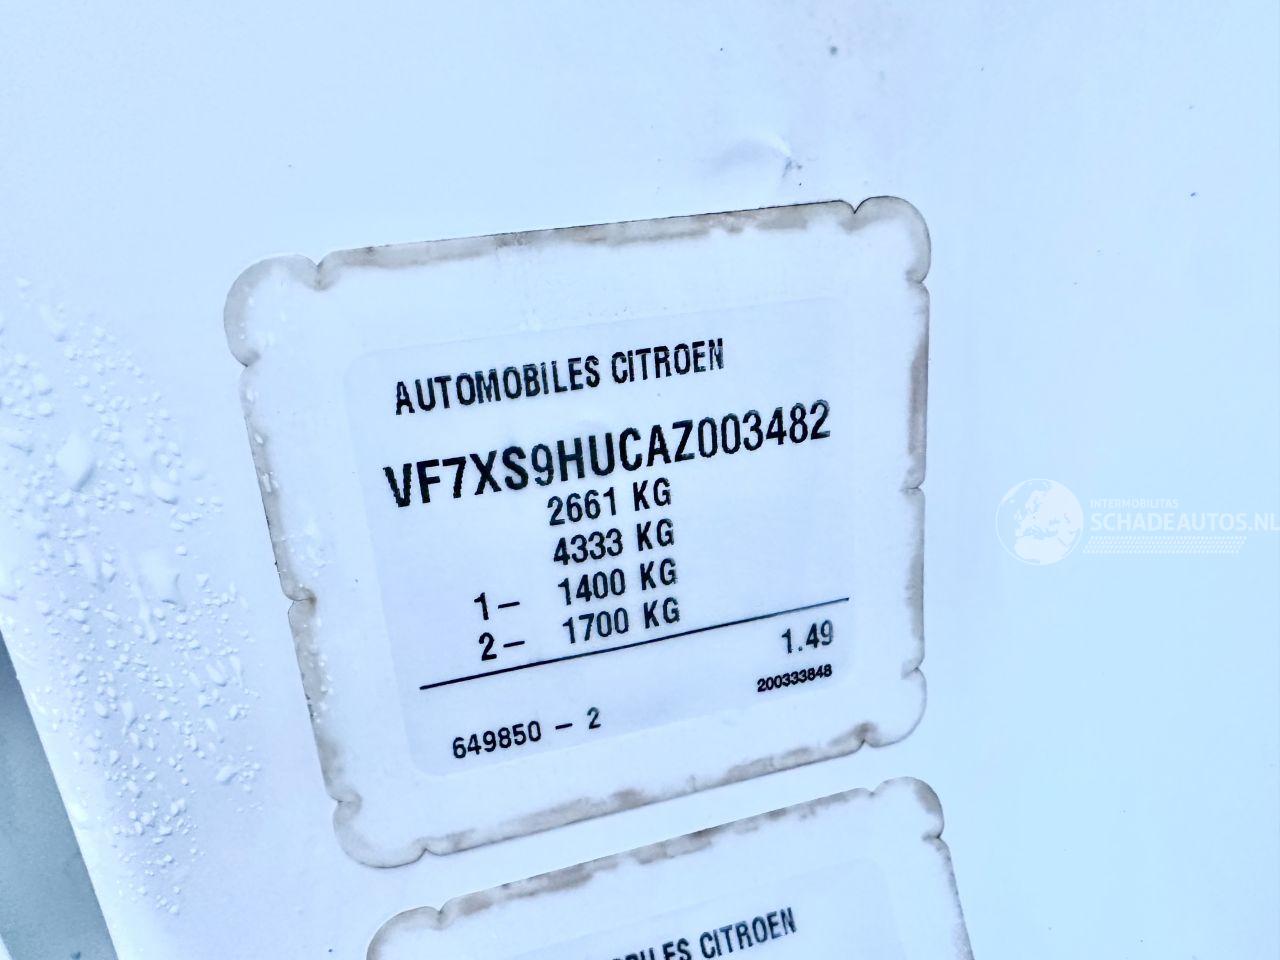 AUTOMOBILES CITROEN
VF7XS9HUCAZ003482
2661 KG
4333 KG
1- 1400 KG
2- 1700 KG
1.49
200333848
649850 - 2
INTERMOBILITAS
SCHADEAUTOS.NL
CITROEN